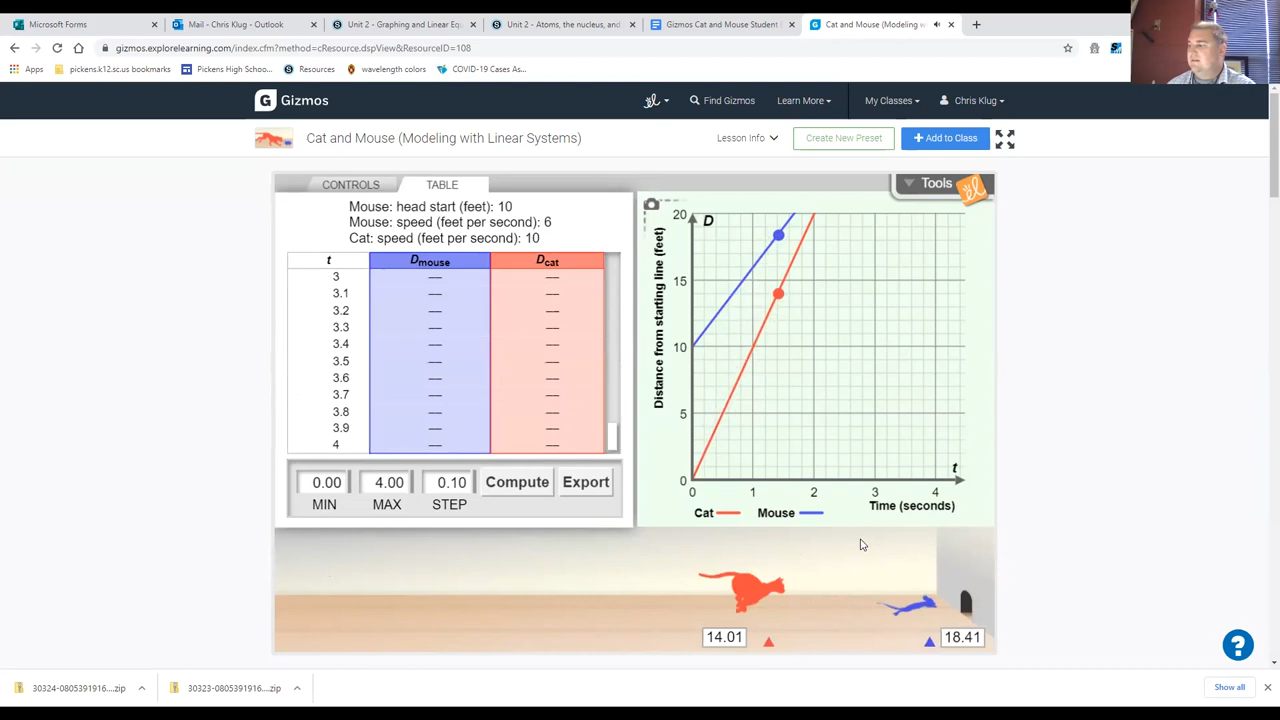 Microsoft Forms
Mail - Chris Klug - Outlook
Unit 2 - Graphing and Linear Equ
Unit 2 - Atoms, the nucleus, and
Gizmos Cat and Mouse Student
Cat and Mouse (Modeling wi
gizmos.explorelearning.com/index.cfm?method=cResource.dspView&ResourceID=108
Apps
pickens.k12.sc.us bookmarks
Pickens High Schoo...
Resources
wavelength colors
COVID-19 Cases As...
G Gizmos
Find Gizmos
Learn More
My Classes
Chris Klug
Cat and Mouse (Modeling with Linear Systems)
Lesson Info
Create New Preset
+ Add to Class
CONTROLS
TABLE
Tools
Mouse: head start (feet): 10
Mouse: speed (feet per second): 6
Cat: speed (feet per second): 10
t Dmouse Dcat
3 — —
3.1 — —
3.2 — —
3.3 — —
3.4 — —
3.5 — —
3.6 — —
3.7 — —
3.8 — —
3.9 — —
4 — —
0.00 4.00 0.10 Compute Export
MIN MAX STEP
D
Distance from starting line (feet)
20
15
10
5
0
t
0 1 2 3 4
Time (seconds)
Cat Mouse
14.01
18.41
?
30324-0805391916....zip
30323-0805391916....zip
Show all